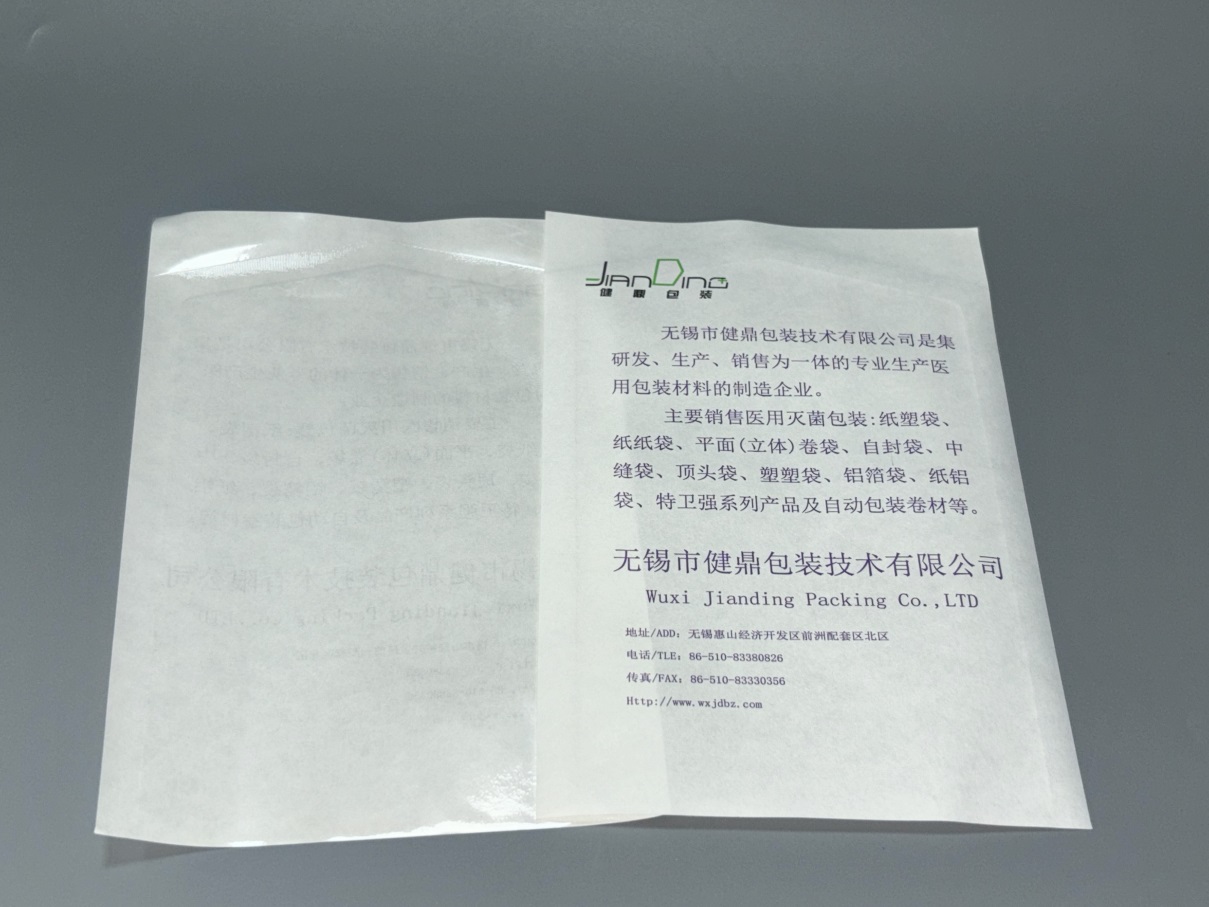 JianDing
健鼎包装
无锡市健鼎包装技术有限公司是集
研发、生产、销售为一体的专业生产医
用包装材料的制造企业。
主要销售医用灭菌包装:纸塑袋、
纸纸袋、平面(立体)卷袋、自封袋、中
缝袋、顶头袋、塑塑袋、铝箔袋、纸铝
袋、特卫强系列产品及自动包装卷材等。
无锡市健鼎包装技术有限公司
Wuxi Jianding Packing Co.,LTD
地址/ADD: 无锡惠山经济开发区前洲配套区北区
电话/TLE: 86-510-83380826
传真/FAX: 86-510-83330356
Http://www.wxjdbz.com